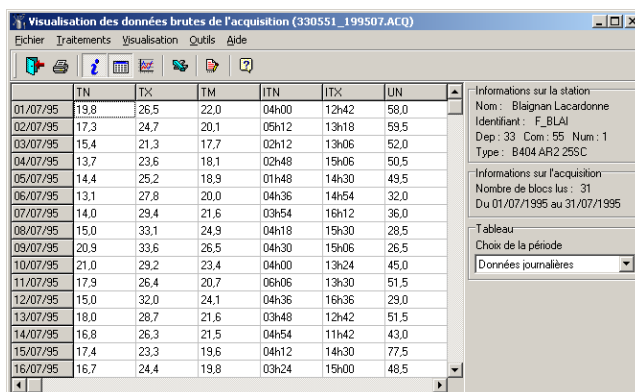 Visualisation des données brutes de l'acquisition (330551_199507.ACQ)
Fichier Traitements Visualisation Outils Aide
TN TX TM ITN ITX UN
01/07/95 19,8 26,5 22,0 04h00 12h42 58,0
02/07/95 17,3 24,7 20,1 05h12 13h18 59,5
03/07/95 15,4 21,3 17,7 02h12 13h06 52,0
04/07/95 13,7 23,6 18,1 02h48 15h06 50,5
05/07/95 14,4 25,2 18,9 01h48 14h30 49,5
06/07/95 13,1 27,8 20,0 04h36 14h54 32,0
07/07/95 14,0 29,4 21,6 03h54 16h12 36,0
08/07/95 15,0 33,1 24,9 04h18 15h30 28,5
09/07/95 20,9 33,6 26,5 04h30 15h06 26,5
10/07/95 21,0 29,2 23,4 04h00 13h24 45,0
11/07/95 17,9 26,4 20,7 06h06 13h30 51,5
12/07/95 15,0 32,0 24,1 04h36 16h36 29,0
13/07/95 18,0 28,7 21,6 03h48 12h42 51,5
14/07/95 16,8 26,3 21,5 04h54 11h42 43,0
15/07/95 17,4 23,3 19,6 04h12 14h30 77,5
16/07/95 16,7 24,4 19,8 03h24 15h00 48,5
Informations sur la station
Nom : Blaignan Lacardonne
Identifiant : F_BLAI
Dep : 33 Com : 55 Num : 1
Type : B404 AR2 25SC
Informations sur l'acquisition
Nombre de blocs lus : 31
Du 01/07/1995 au 31/07/1995
Tableau
Choix de la période
Données journalières